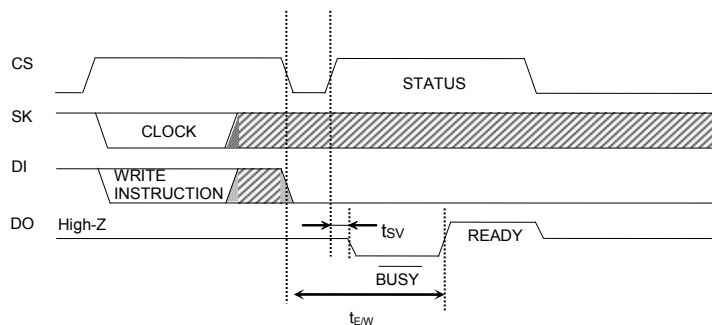 CS
STATUS
SK
CLOCK
DI
WRITE
INSTRUCTION
DO
High-Z
tSV
READY
BUSY
tE/W